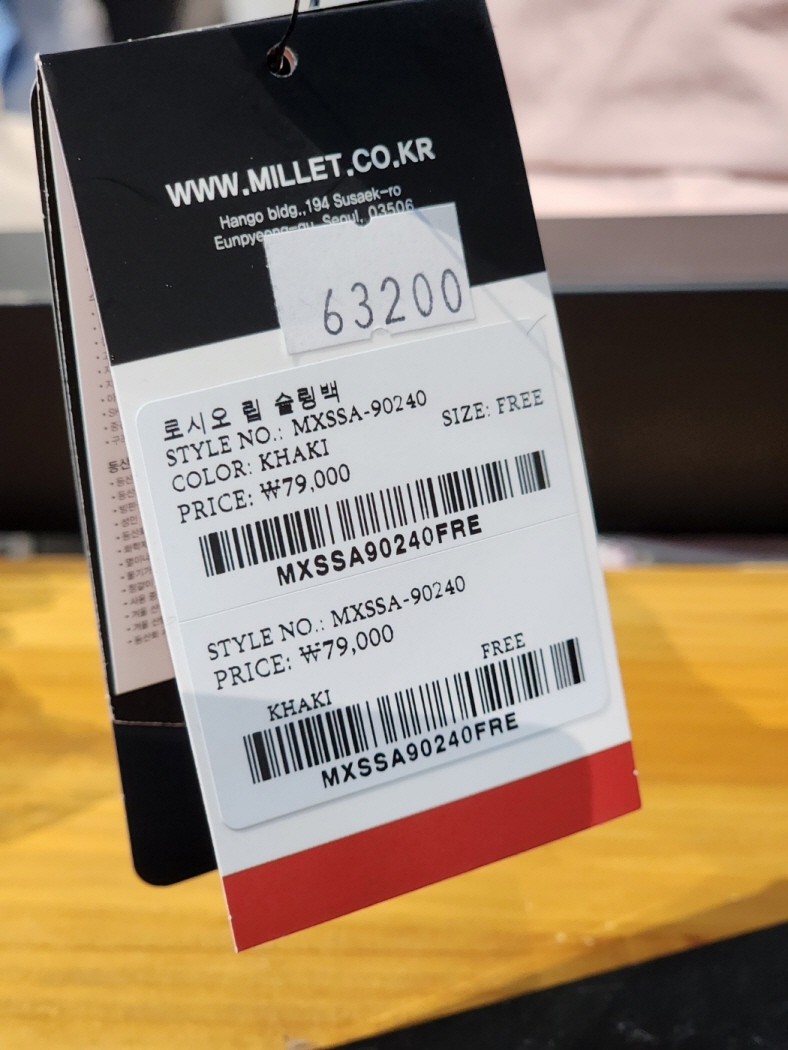 WWW.MILLET.CO.KR
Hango bldg.,194 Susaek-ro
Eunpyeong-gu, Seoul, 03506
63200
로시오 립 슬링백
STYLE NO.: MXSSA-90240
SIZE: FREE
COLOR: KHAKI
PRICE: ₩79,000
MXSSA90240FRE
STYLE NO.: MXSSA-90240
PRICE: ₩79,000
FREE
KHAKI
MXSSA90240FRE